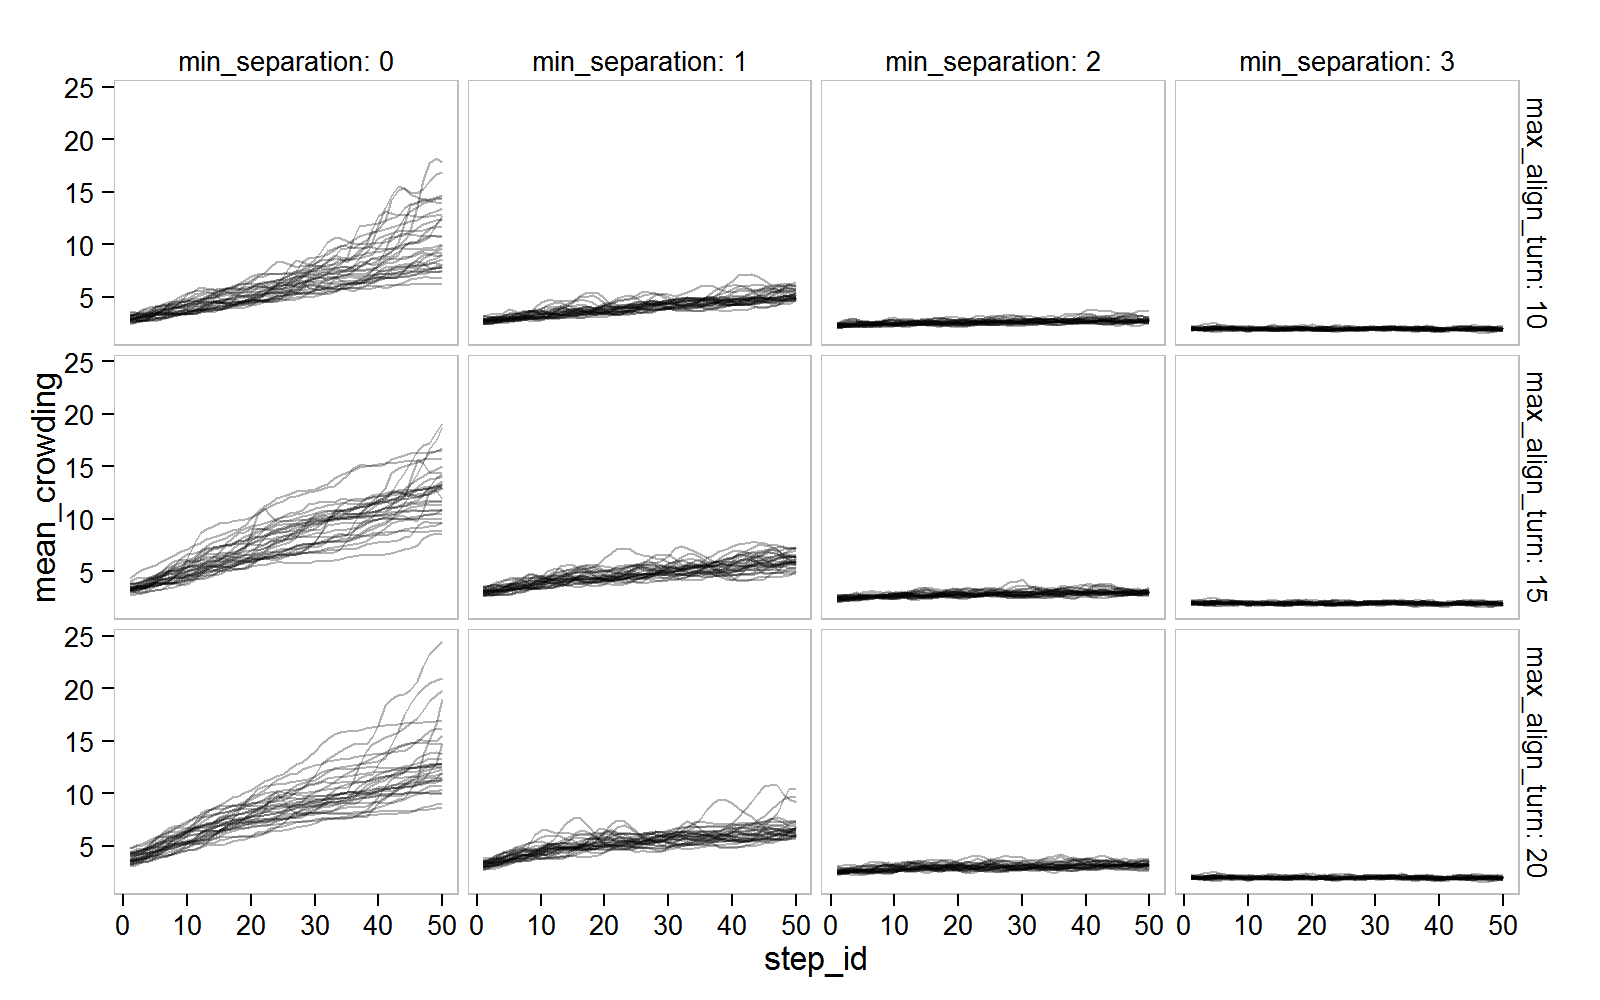 min_separation: 0
min_separation: 1
min_separation: 2
min_separation: 3
mean_crowding
25
20
15
10
5
max_align_turn: 10
25
20
15
10
5
max_align_turn: 15
25
20
15
10
5
max_align_turn: 20
0 10 20 30 40 50
0 10 20 30 40 50
0 10 20 30 40 50
0 10 20 30 40 50
step_id